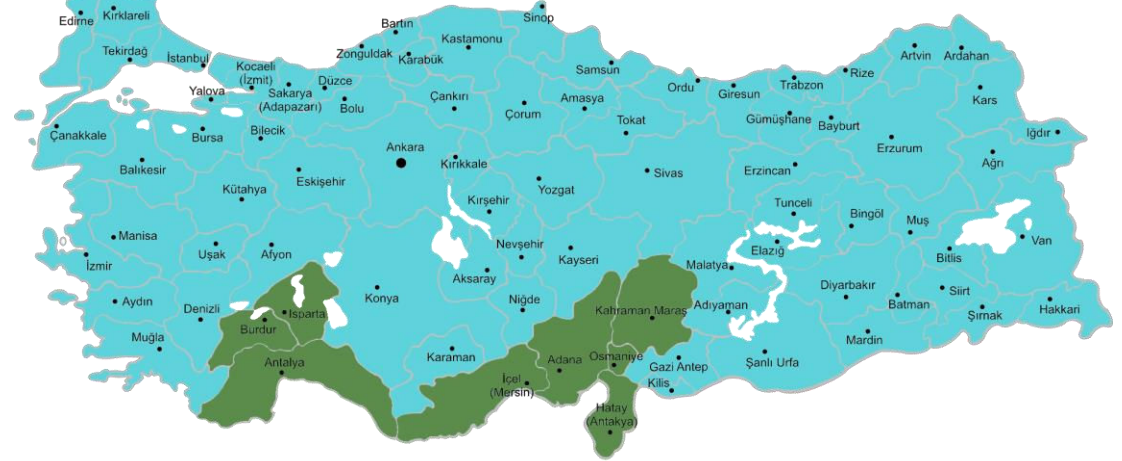 Edirne
Kırklareli
Tekirdağ
İstanbul
Kocaeli
(İzmit)
Yalova
Sakarya
(Adapazarı)
Düzce
Bolu
Zonguldak
Bartın
Karabük
Kastamonu
Sinop
Çankırı
Samsun
Çorum
Amasya
Tokat
Ordu
Giresun
Trabzon
Rize
Artvin
Ardahan
Kars
Gümüşhane
Bayburt
Erzurum
Iğdır
Ağrı
Çanakkale
Balıkesir
Bursa
Bilecik
Kütahya
Eskişehir
Ankara
Kırıkkale
Kırşehir
Yozgat
Sivas
Erzincan
Tunceli
Bingöl
Muş
Bitlis
Van
Elazığ
Malatya
Manisa
İzmir
Uşak
Afyon
Aydın
Denizli
Muğla
Burdur
Isparta
Antalya
Konya
Aksaray
Nevşehir
Kayseri
Niğde
Karaman
İçel
(Mersin)
Adana
Osmaniye
Kahraman Maraş
Hatay
(Antakya)
Gazi Antep
Kilis
Adıyaman
Şanlı Urfa
Diyarbakır
Mardin
Batman
Siirt
Şırnak
Hakkari